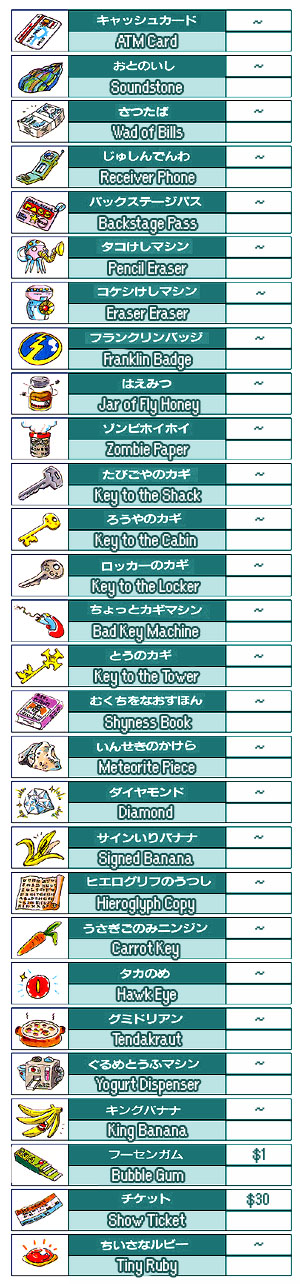 キャッシュカード ~
ATM Card
おとのいし ~
Soundstone
さつたば ~
Wad of Bills
じゅしんでんわ ~
Receiver Phone
バックステージパス ~
Backstage Pass
タコけしマシン ~
Pencil Eraser
コケシけしマシン ~
Eraser Eraser
フランクリンバッジ ~
Franklin Badge
はえみつ ~
Jar of Fly Honey
ゾンビホイホイ ~
Zombie Paper
たびごやのカギ ~
Key to the Shack
ろうやのカギ ~
Key to the Cabin
ロッカーのカギ ~
Key to the Locker
ちょっとカギマシン ~
Bad Key Machine
とうのカギ ~
Key to the Tower
むくちをなおすほん ~
Shyness Book
いんせきのかけら ~
Meteorite Piece
ダイヤモンド ~
Diamond
サインいりバナナ ~
Signed Banana
ヒエログリフのうつし ~
Hieroglyph Copy
うさぎごのみニンジン ~
Carrot Key
タカのめ ~
Hawk Eye
グミドリアン ~
Tendakraut
ぐるめとうふマシン ~
Yogurt Dispenser
キングバナナ ~
King Banana
フーセンガム $1
Bubble Gum
チケット $30
Show Ticket
ちいさなルビー ~
Tiny Ruby